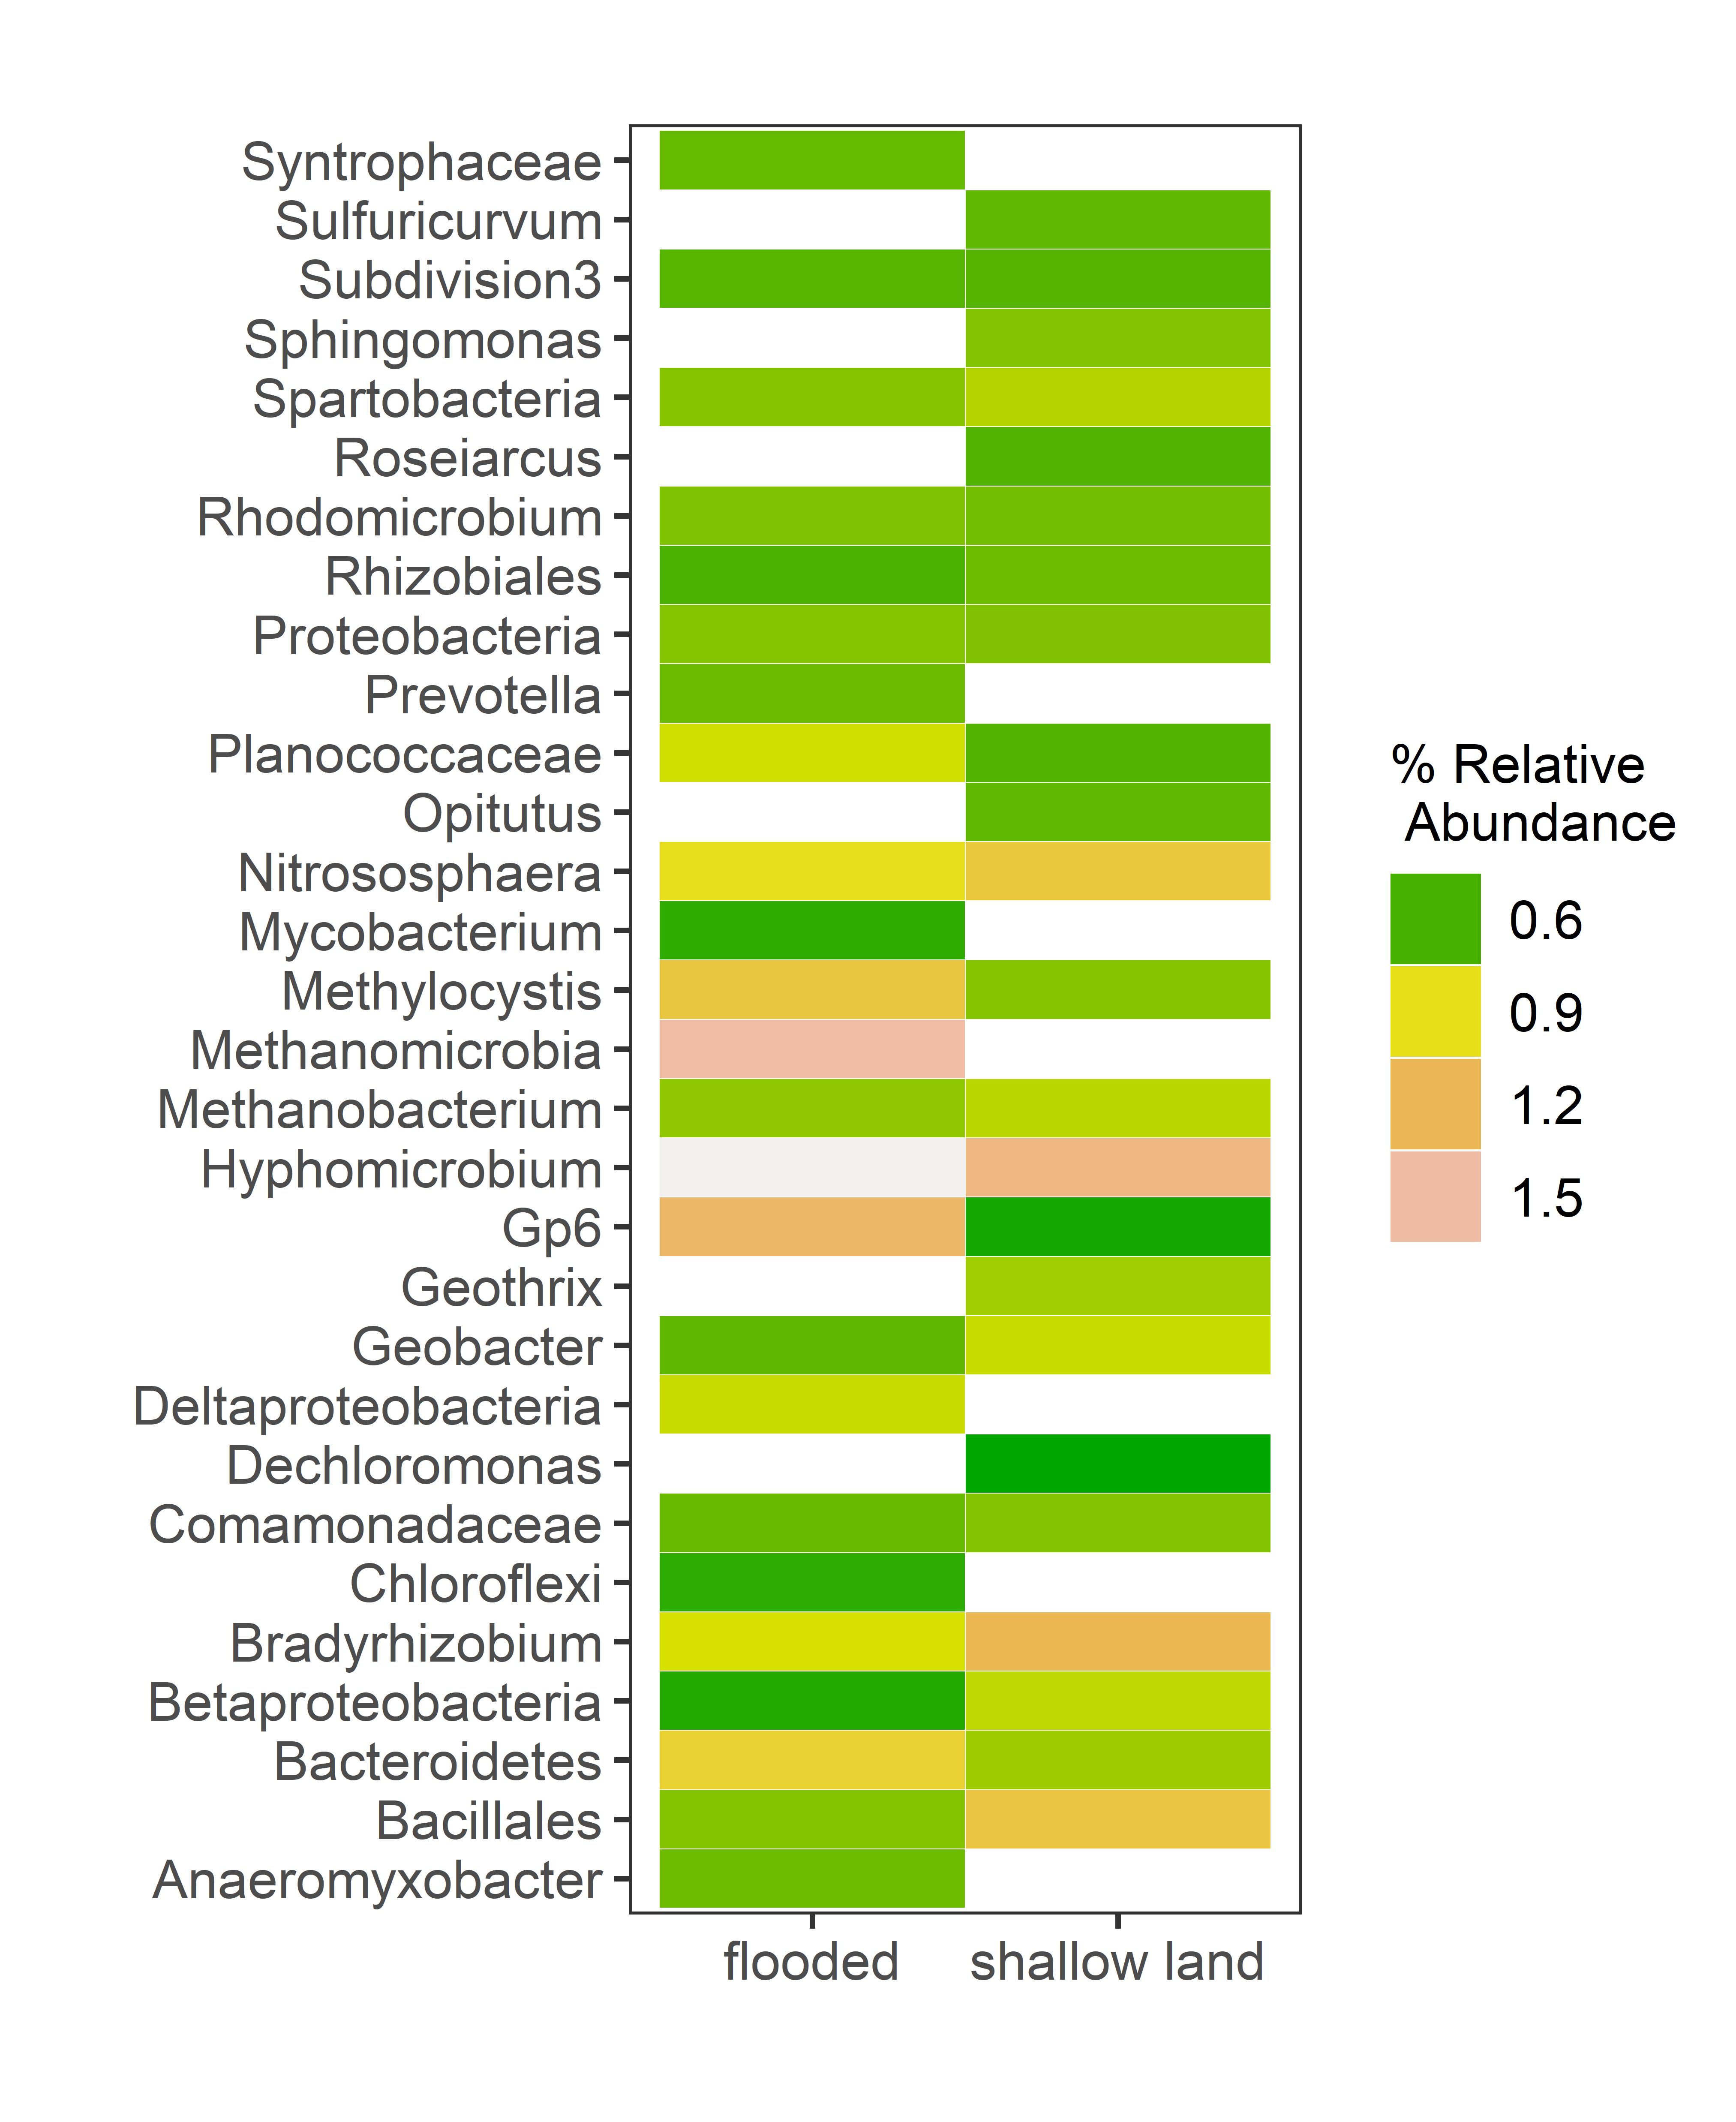 Syntrophaceae
Sulfuricurvum
Subdivision3
Sphingomonas
Spartobacteria
Roseiarcus
Rhodomicrobium
Rhizobiales
Proteobacteria
Prevotella
Planococcaceae
Opitutus
Nitrososphaera
Mycobacterium
Methylocystis
Methanomicrobia
Methanobacterium
Hyphomicrobium
Gp6
Geothrix
Geobacter
Deltaproteobacteria
Dechloromonas
Comamonadaceae
Chloroflexi
Bradyrhizobium
Betaproteobacteria
Bacteroidetes
Bacillales
Anaeromyxobacter
flooded shallow land
% Relative
Abundance
0.6
0.9
1.2
1.5